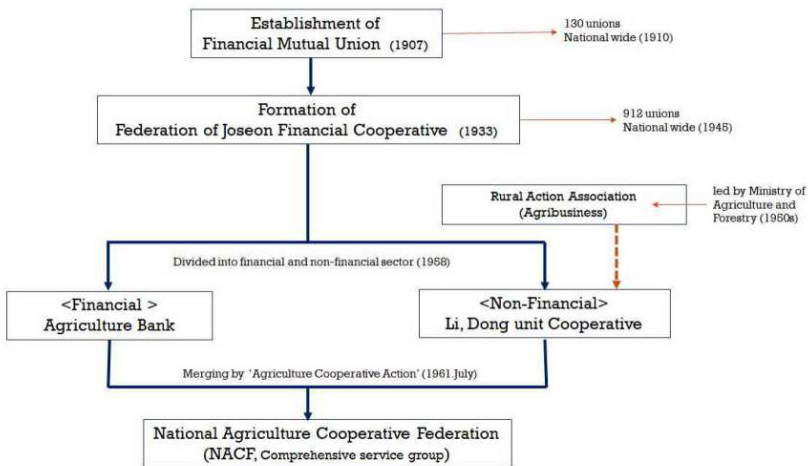 Establishment of
Financial Mutual Union (1907)
130 unions
National wide (1910)
Formation of
Federation of Joseon Financial Cooperative (1933)
912 unions
National wide (1945)
Rural Action Association
(Agribusiness)
led by Ministry of
Agriculture and
Forestry (1950s)
Divided into financial and non-financial sector (1958)
<Financial >
Agriculture Bank
<Non-Financial>
Li, Dong unit Cooperative
Merging by 'Agriculture Cooperative Action' (1961.July)
National Agriculture Cooperative Federation
(NACF, Comprehensive service group)